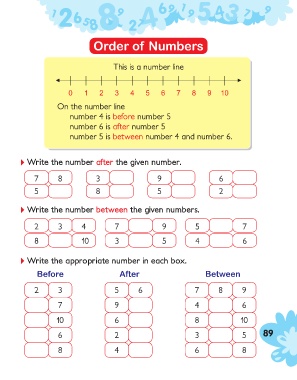 Order of Numbers
This is a number line
0 1 2 3 4 5 6 7 8 9 10
On the number line
number 4 is before number 5
number 6 is after number 5
number 5 is between number 4 and number 6.
Write the number after the given number.
7 8 3 9 6
5 8 5 2
Write the number between the given numbers.
2 3 4 7 9 5 7
8 10 3 5 4 6
Write the appropriate number in each box.
Before After Between
2 3 5 6 7 8 9
7 9 4 6
10 6 8 10
6 2 3 5
8 4 6 8
89